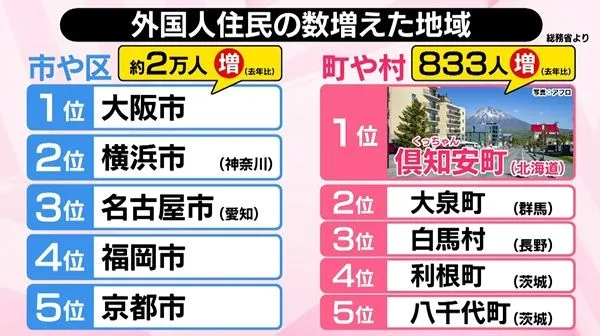 外国人住民の数増えた地域
総務省より
市や区 約2万人増(去年比)
1位 大阪市
2位 横浜市(神奈川)
3位 名古屋市(愛知)
4位 福岡市
5位 京都市
町や村 833人増(去年比)
写真:アフロ
1位
くっちゃん
倶知安町(北海道)
2位 大泉町(群馬)
3位 白馬村(長野)
4位 利根町(茨城)
5位 八千代町(茨城)